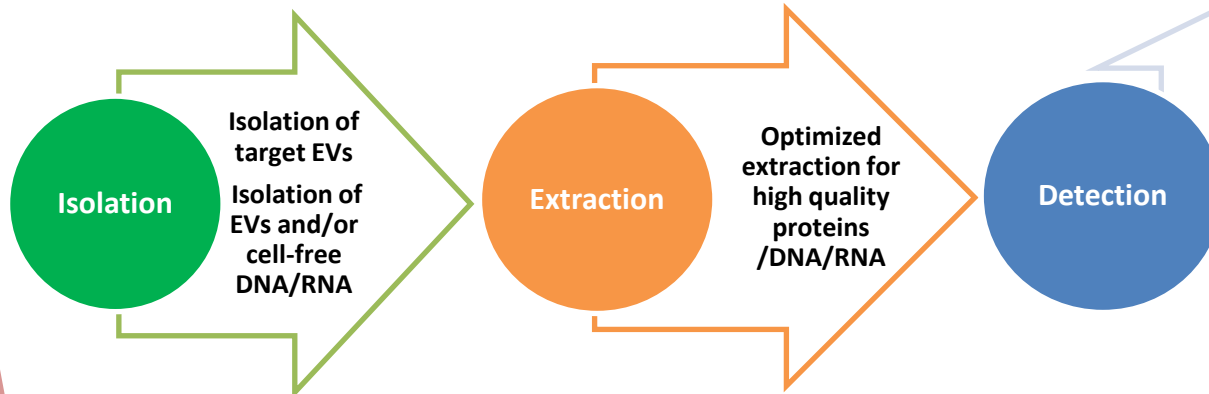 Isolation
Isolation of
target EVs
Isolation of
EVs and/or
cell-free
DNA/RNA
Extraction
Optimized
extraction for
high quality
proteins
/DNA/RNA
Detection